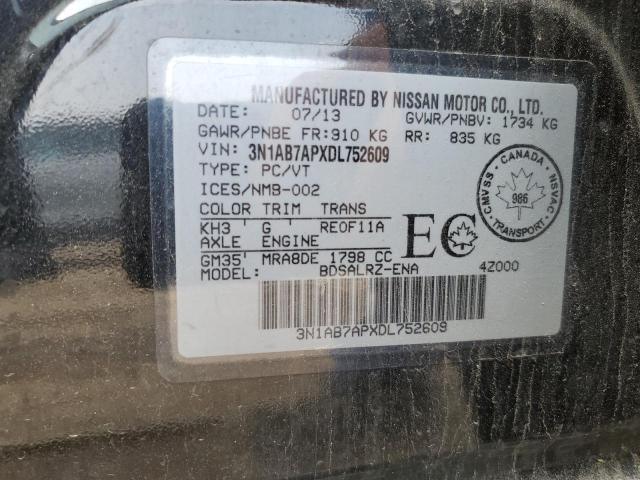 MANUFACTURED BY NISSAN MOTOR CO., LTD.
DATE: 07/13 GVWR/PNBV: 1734 KG
GAWR/PNBE FR: 910 KG RR: 835 KG
VIN: 3N1AB7APXDL752609
TYPE: PC/VT
ICES/NMB-002
COLOR TRIM TRANS
KH3 G RE0F11A
AXLE ENGINE
GM35 MRA8DE 1798 CC
MODEL: BDSALRZ-ENA 4Z000
3N1AB7APXDL752609
EC
CANADA
CMVSS
NSVAC
986
TRANSPORT